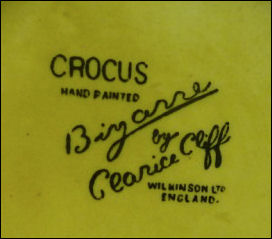 CROCUS
HAND PAINTED
Bizarre
by
Clarice Cliff
WILKINSON LTD
ENGLAND.